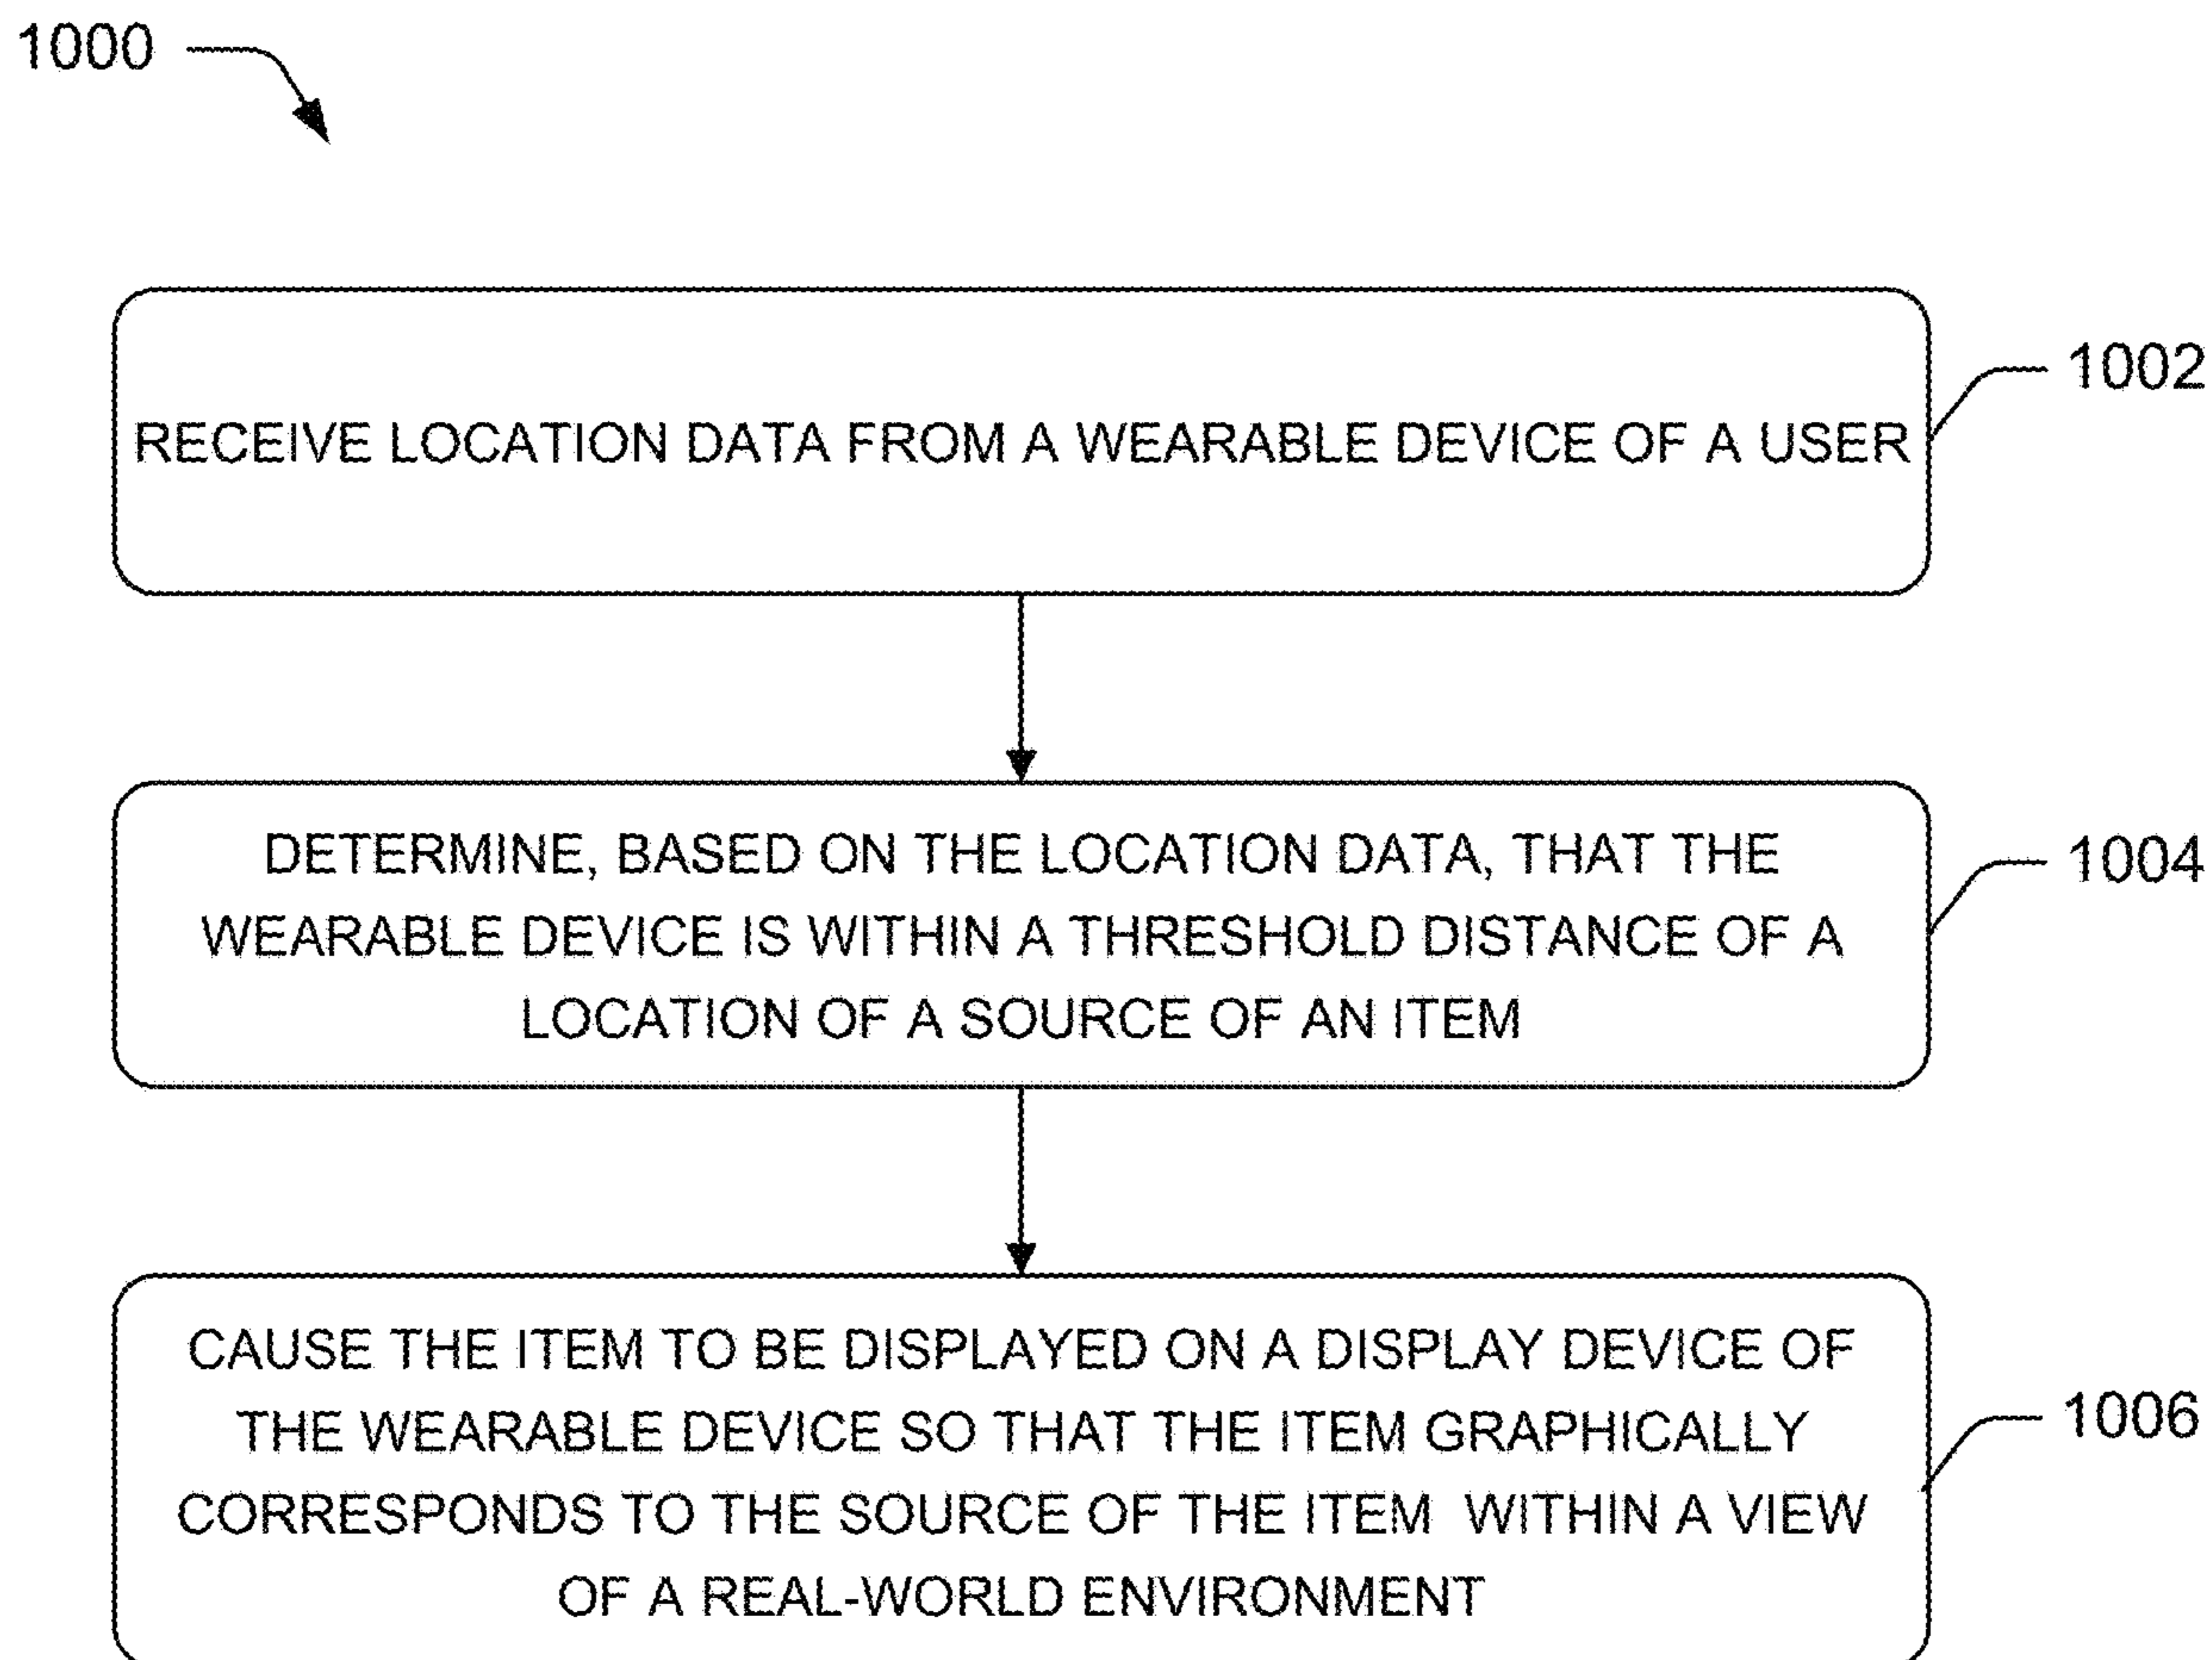 1000
RECEIVE LOCATION DATA FROM A WEARABLE DEVICE OF A USER
1002
DETERMINE, BASED ON THE LOCATION DATA, THAT THE
WEARABLE DEVICE IS WITHIN A THRESHOLD DISTANCE OF A
LOCATION OF A SOURCE OF AN ITEM
1004
CAUSE THE ITEM TO BE DISPLAYED ON A DISPLAY DEVICE OF
THE WEARABLE DEVICE SO THAT THE ITEM GRAPHICALLY
CORRESPONDS TO THE SOURCE OF THE ITEM WITHIN A VIEW
OF A REAL-WORLD ENVIRONMENT
1006